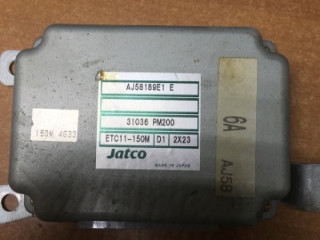 AJ58189E1 E
31036 PM200
ETC11-150M D1 2X23
Jatco
MADE IN JAPAN
150M 4633
6A
AJ58